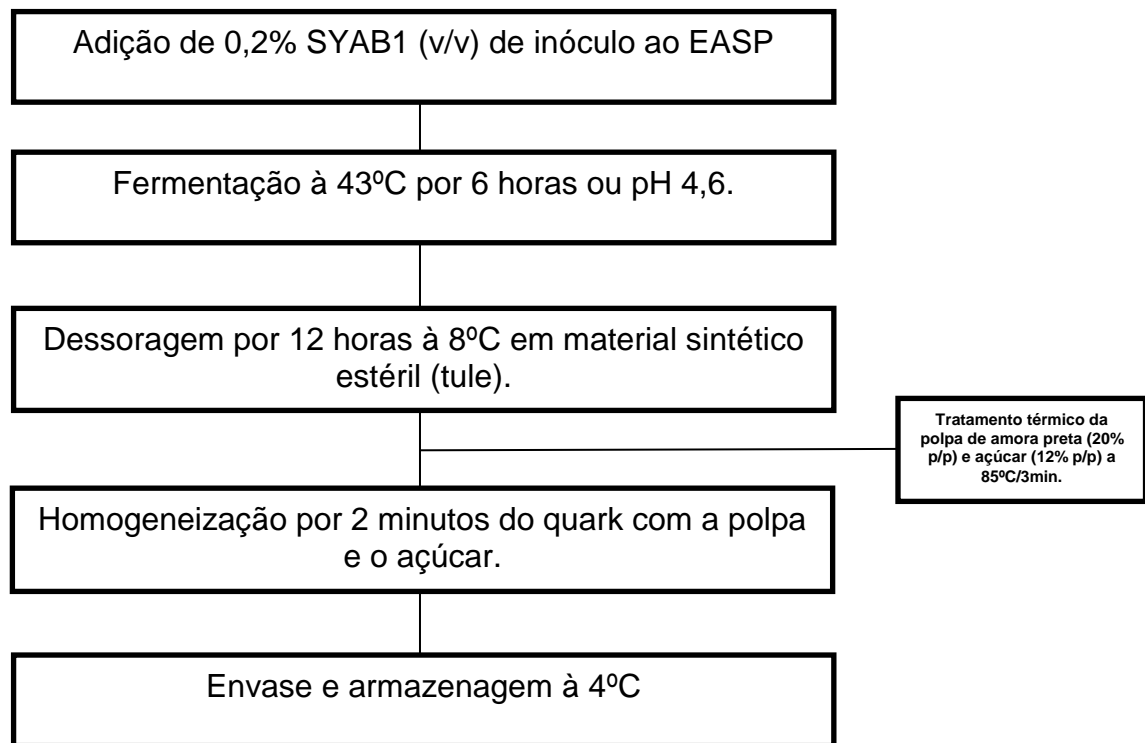 Adição de 0,2% SYAB1 (v/v) de inóculo ao EASP
Fermentação à 43ºC por 6 horas ou pH 4,6.
Dessoragem por 12 horas à 8ºC em material sintético
estéril (tule).
Tratamento térmico da
polpa de amora preta (20%
p/p) e açúcar (12% p/p) a
85ºC/3min.
Homogeneização por 2 minutos do quark com a polpa
e o açúcar.
Envase e armazenagem à 4ºC